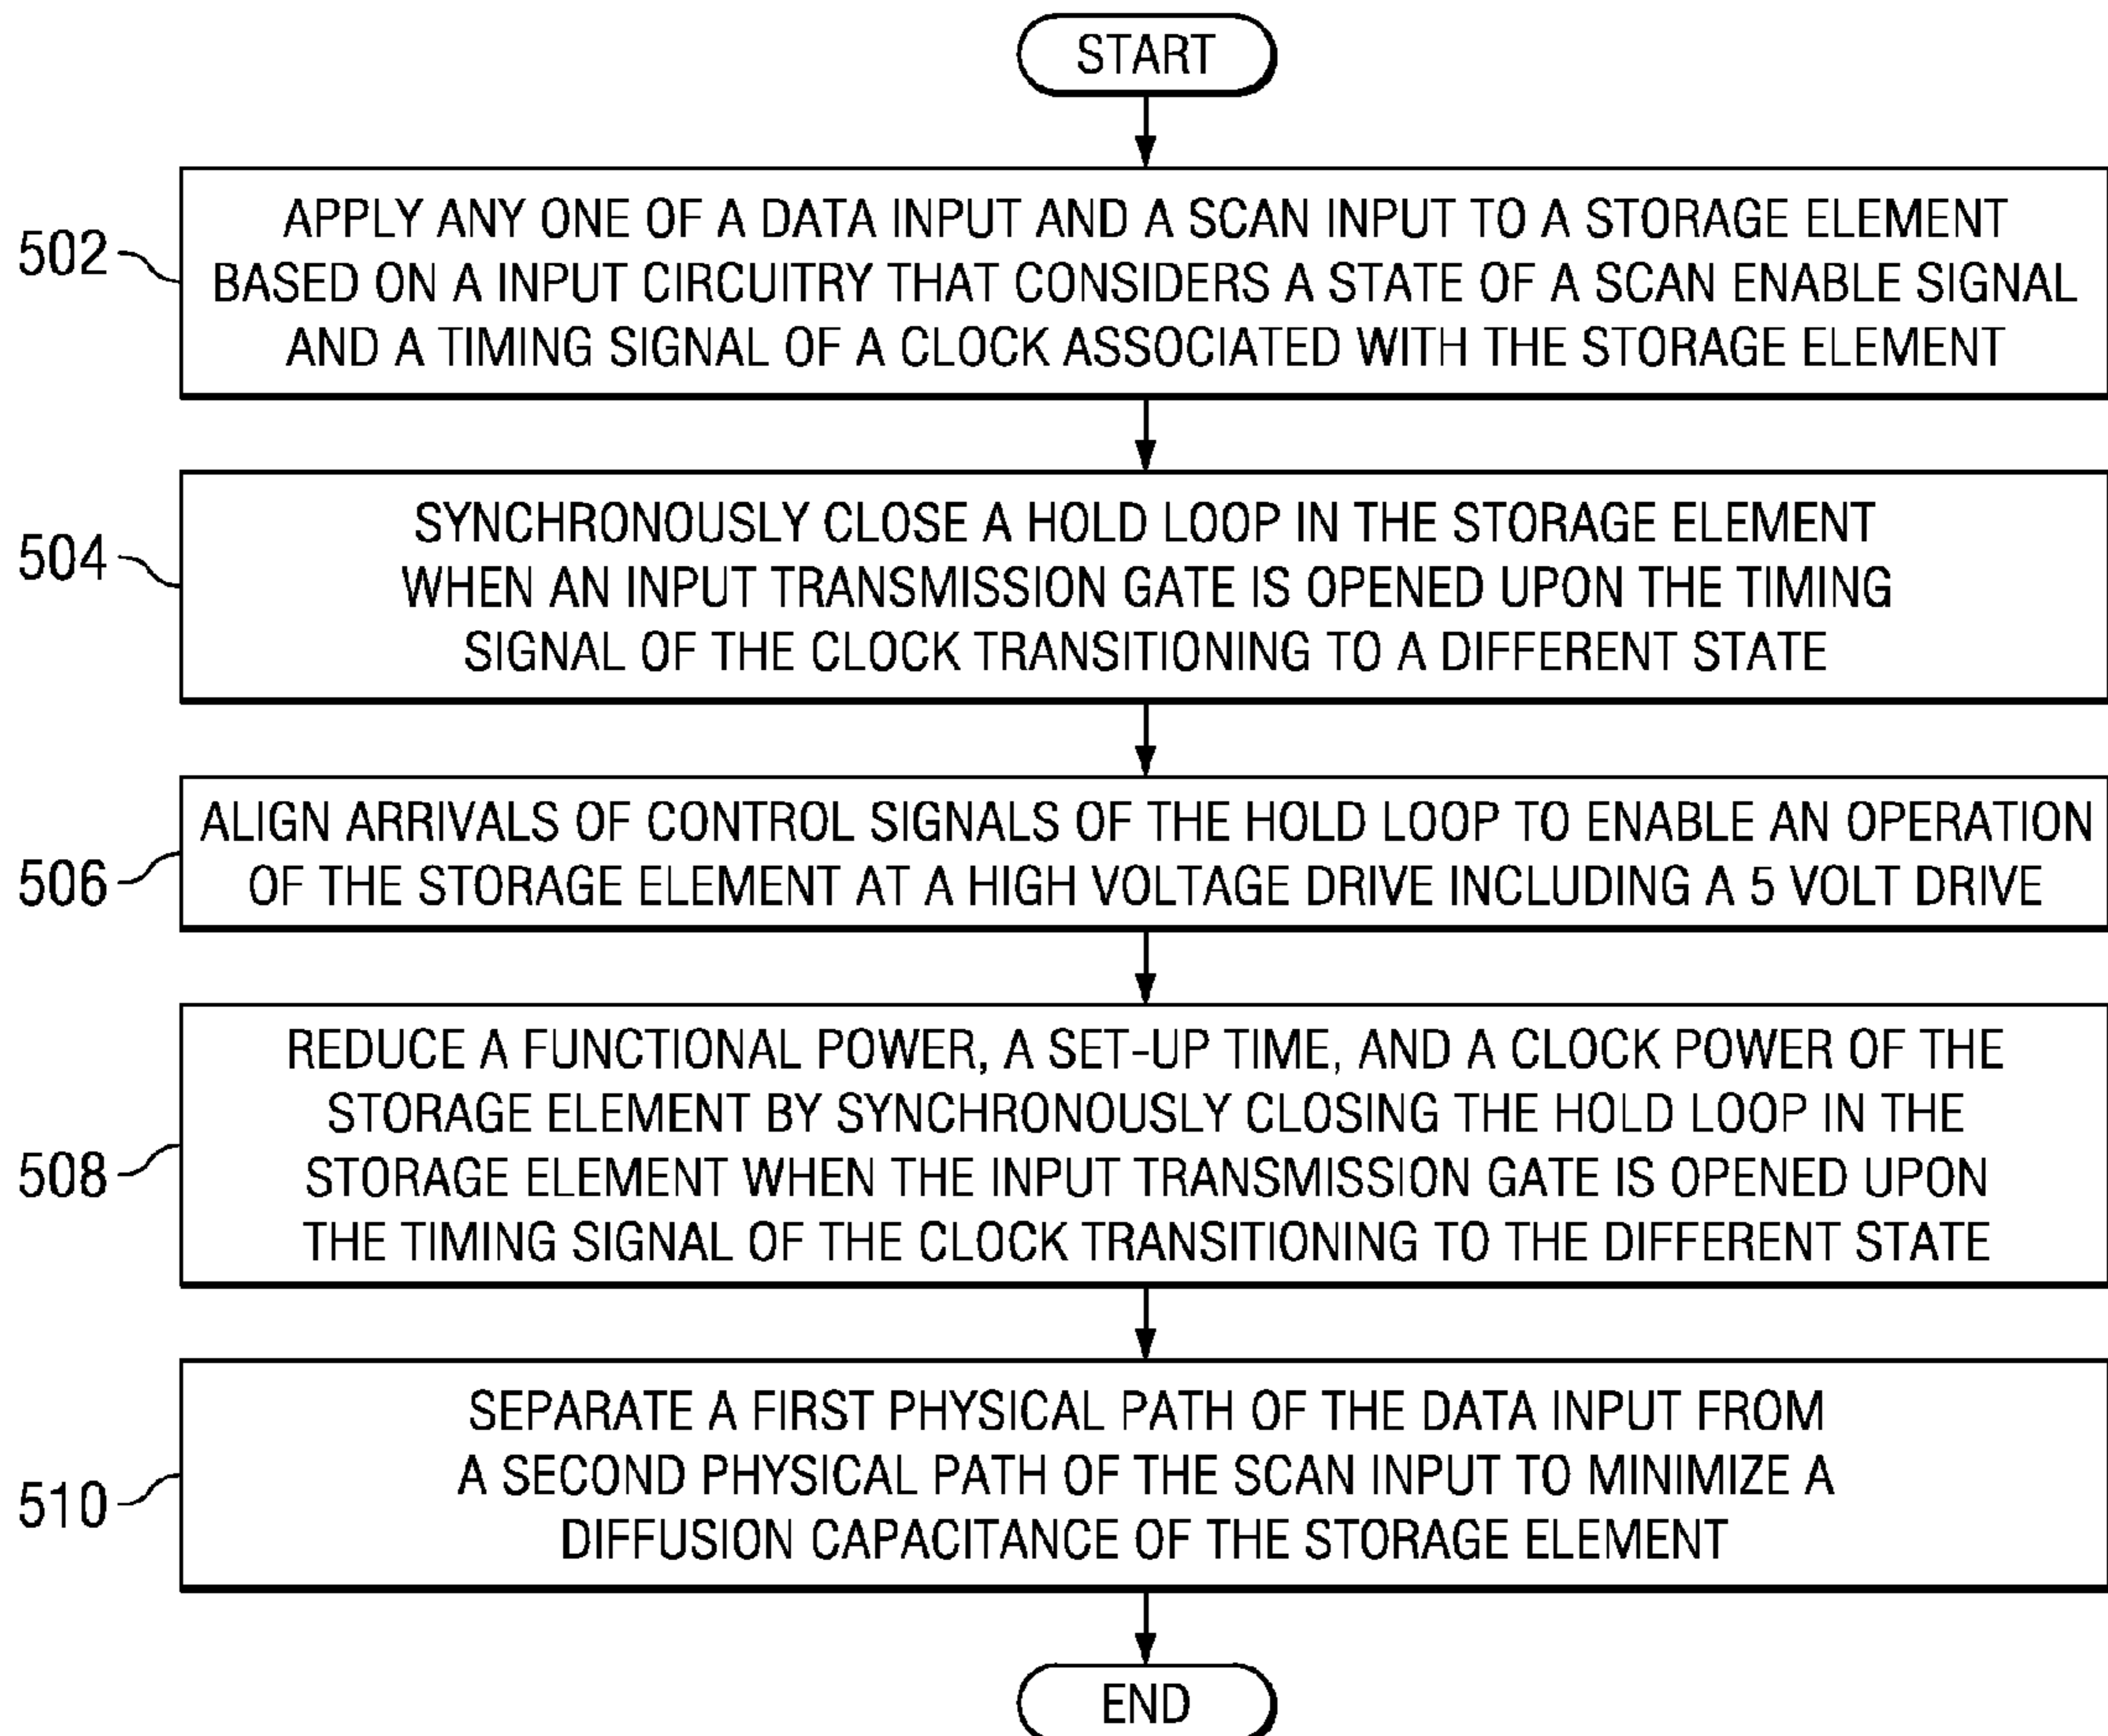 START
502
APPLY ANY ONE OF A DATA INPUT AND A SCAN INPUT TO A STORAGE ELEMENT
BASED ON A INPUT CIRCUITRY THAT CONSIDERS A STATE OF A SCAN ENABLE SIGNAL
AND A TIMING SIGNAL OF A CLOCK ASSOCIATED WITH THE STORAGE ELEMENT
504
SYNCHRONOUSLY CLOSE A HOLD LOOP IN THE STORAGE ELEMENT
WHEN AN INPUT TRANSMISSION GATE IS OPENED UPON THE TIMING
SIGNAL OF THE CLOCK TRANSITIONING TO A DIFFERENT STATE
506
ALIGN ARRIVALS OF CONTROL SIGNALS OF THE HOLD LOOP TO ENABLE AN OPERATION
OF THE STORAGE ELEMENT AT A HIGH VOLTAGE DRIVE INCLUDING A 5 VOLT DRIVE
508
REDUCE A FUNCTIONAL POWER, A SET-UP TIME, AND A CLOCK POWER OF THE
STORAGE ELEMENT BY SYNCHRONOUSLY CLOSING THE HOLD LOOP IN THE
STORAGE ELEMENT WHEN THE INPUT TRANSMISSION GATE IS OPENED UPON
THE TIMING SIGNAL OF THE CLOCK TRANSITIONING TO THE DIFFERENT STATE
510
SEPARATE A FIRST PHYSICAL PATH OF THE DATA INPUT FROM
A SECOND PHYSICAL PATH OF THE SCAN INPUT TO MINIMIZE A
DIFFUSION CAPACITANCE OF THE STORAGE ELEMENT
END